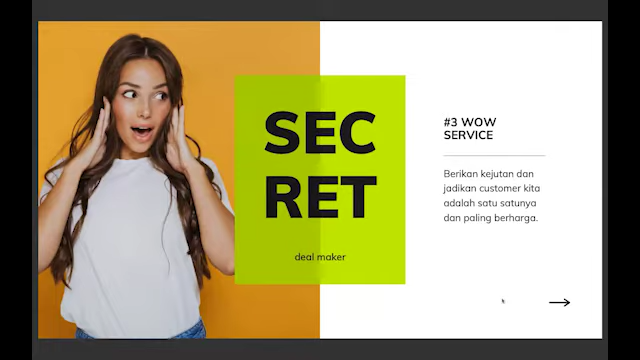 SEC
RET
deal maker
#3 WOW
SERVICE
Berikan kejutan dan
jadikan customer kita
adalah satu satunya
dan paling berharga.